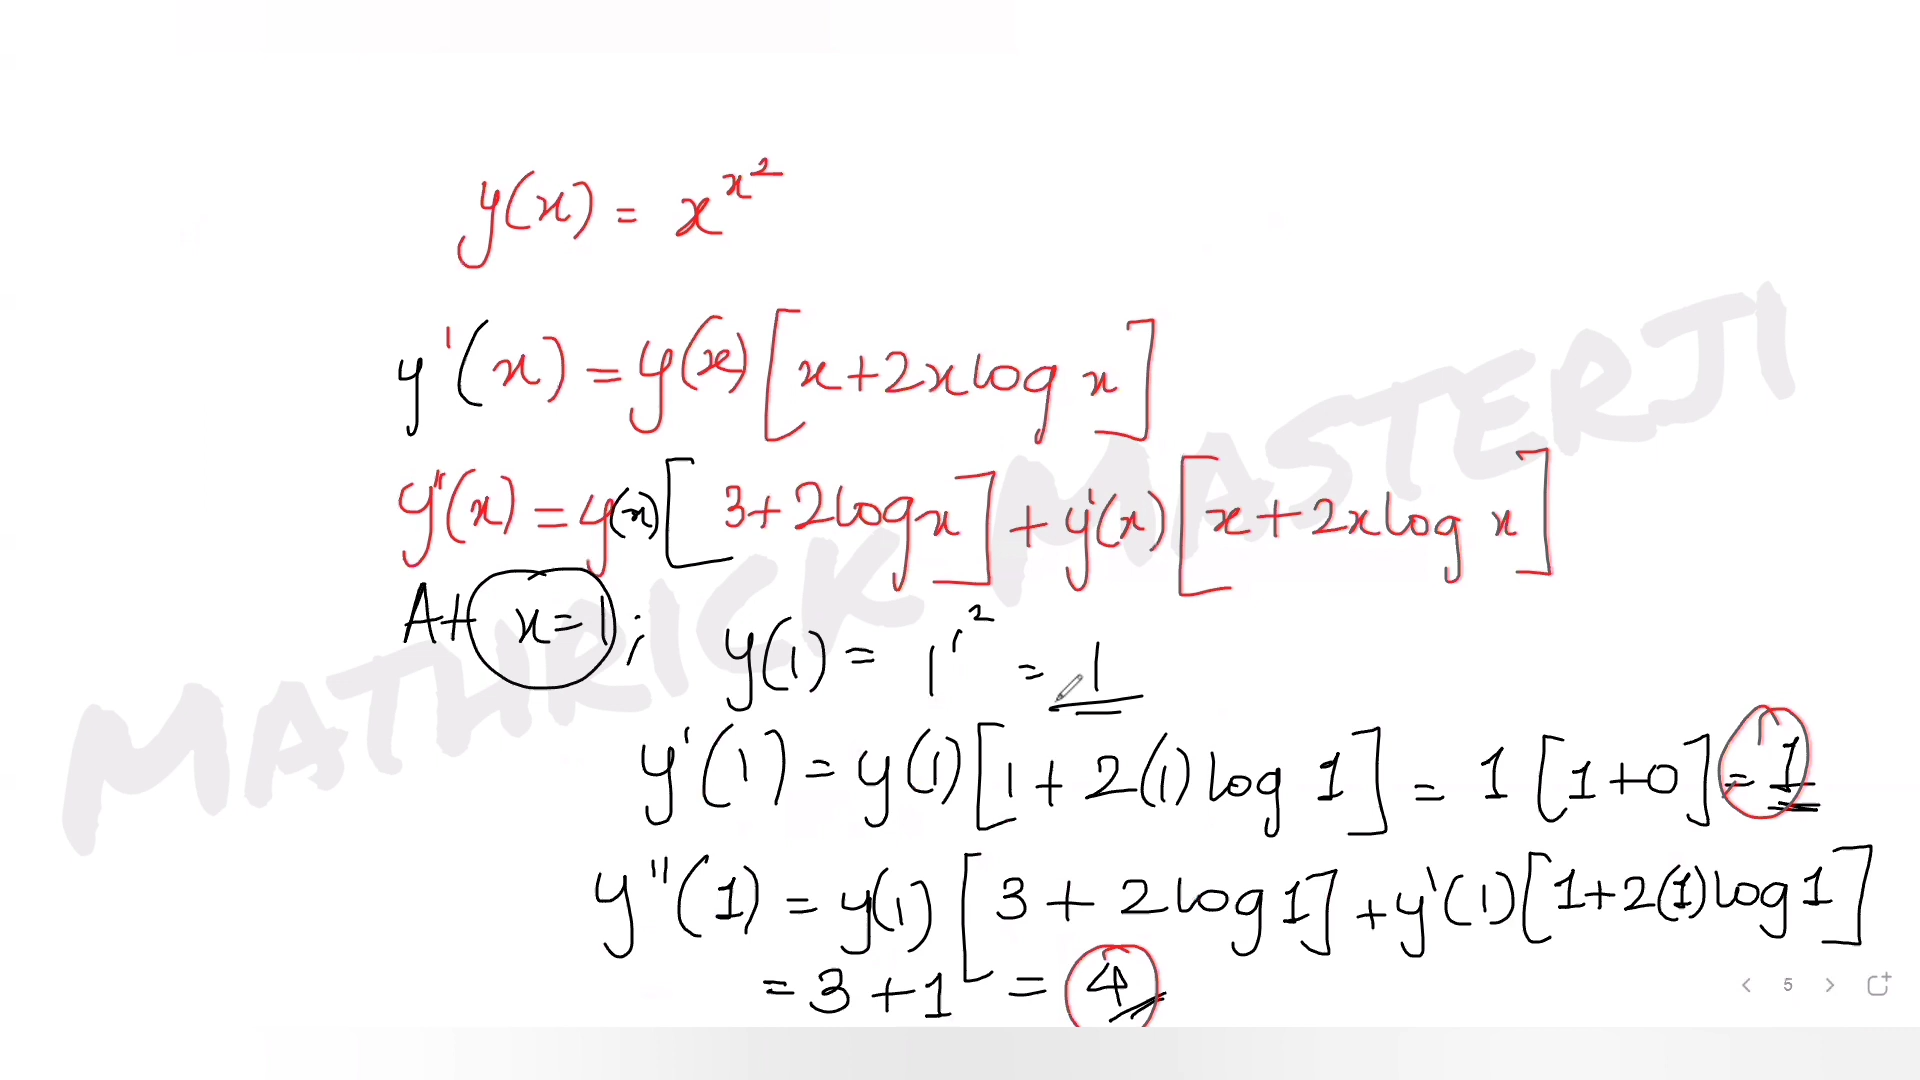 y(x) = x^{x^2}
y'(x) = y(x) [x + 2x log x]
y''(x) = y(x) [3 + 2 log x] + y'(x) [x + 2x log x]
At x=1 ; y(1) = 1^{1^2} = 1
y'(1) = y(1) [1 + 2(1) log 1] = 1 [1+0] = 1
y''(1) = y(1) [3 + 2 log 1] + y'(1) [1+2(1) log 1]
= 3 + 1 = 4
MATHRICK MASTERJI
< 5 >